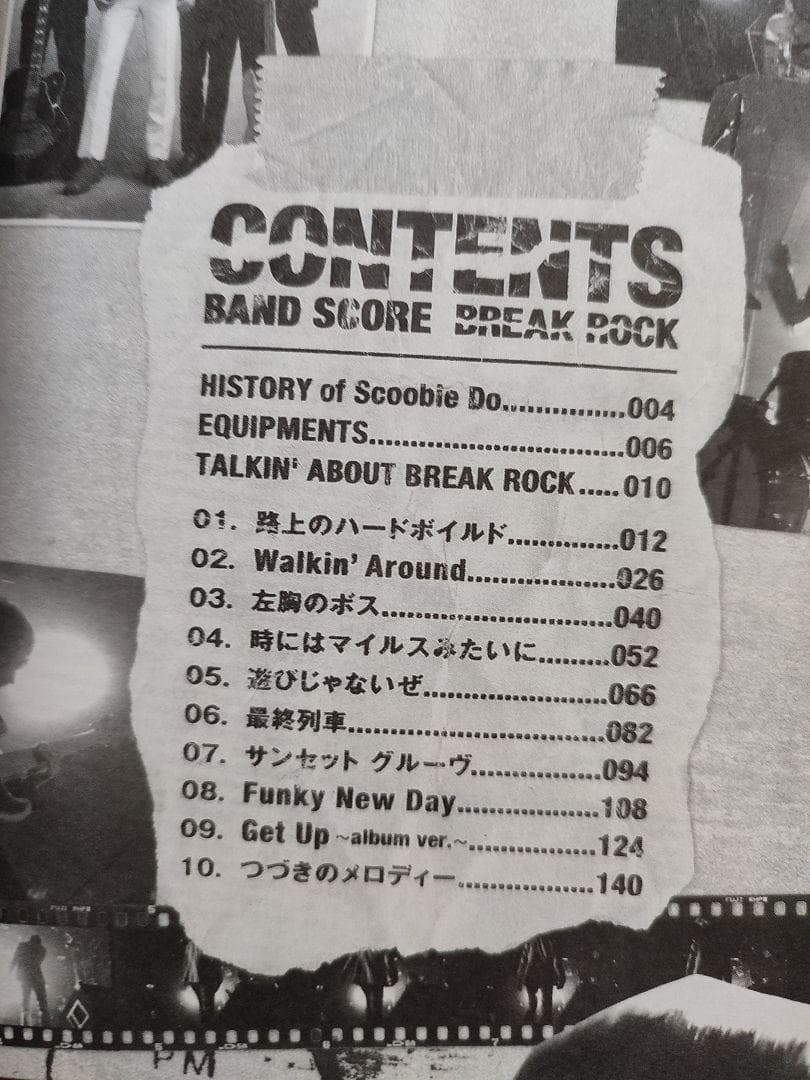 CONTENTS
BAND SCORE BREAK ROCK
HISTORY of Scoobie Do...............004
EQUIPMENTS...............................006
TALKIN' ABOUT BREAK ROCK.....010
01. 路上のハードボイルド..............012
02. Walkin' Around.....................026
03. 左胸のボス..............................040
04. 時にはマイルスみたいに.........052
05. 遊びじゃないぜ.........................066
06. 最終列車..................................082
07. サンセット グルーヴ.................094
08. Funky New Day....................108
09. Get Up ~album ver.~..................124
10. つづきのメロディー...................140
PM